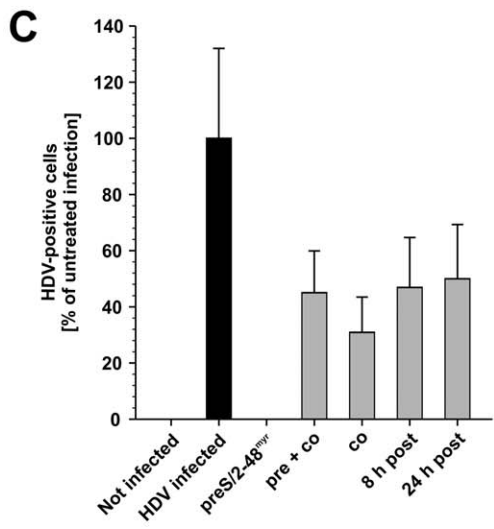 C
HDV-positive cells
[% of untreated infection]
140
120
100
80
60
40
20
0
Not infected
HDV infected
preS/2-48myr
pre + co
co
8 h post
24 h post